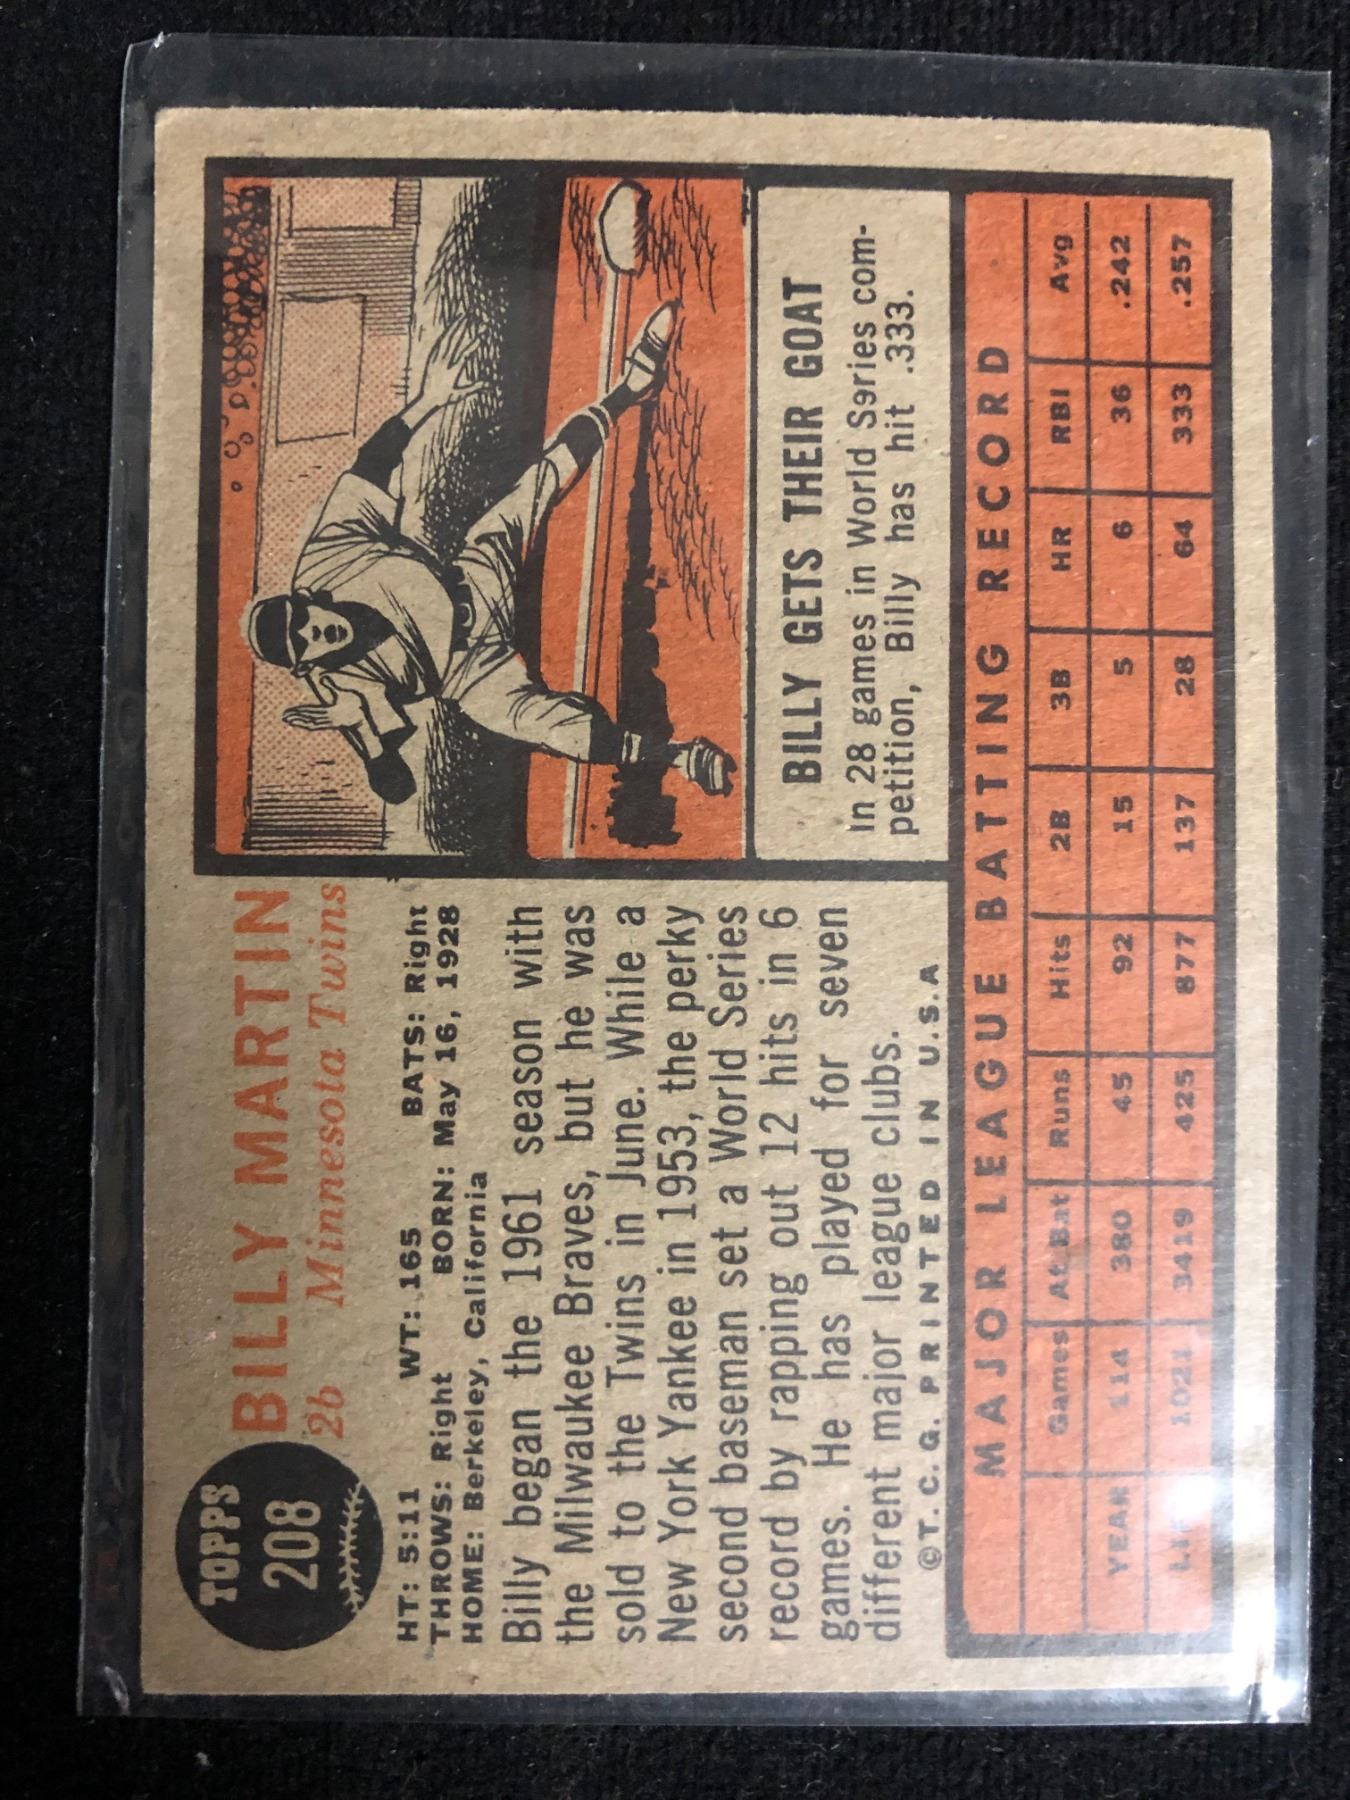 TOPPS
208
BILLY MARTIN
2b Minnesota Twins
HT: 5:11 WT: 165 BATS: Right
THROWS: Right BORN: May 16, 1928
HOME: Berkeley, California
Billy began the 1961 season with
the Milwaukee Braves, but he was
sold to the Twins in June. While a
New York Yankee in 1953, the perky
second baseman set a World Series
record by rapping out 12 hits in 6
games. He has played for seven
different major league clubs.
©T. C. G. PRINTED IN U.S.A
BILLY GETS THEIR GOAT
In 28 games in World Series com-
petition, Billy has hit .333.
MAJOR LEAGUE BATTING RECORD
Games At Bat Runs Hits 2B 3B HR RBI Avg
YEAR 114 380 45 92 15 5 6 36 .242
1021 3419 425 877 137 28 64 333 .257